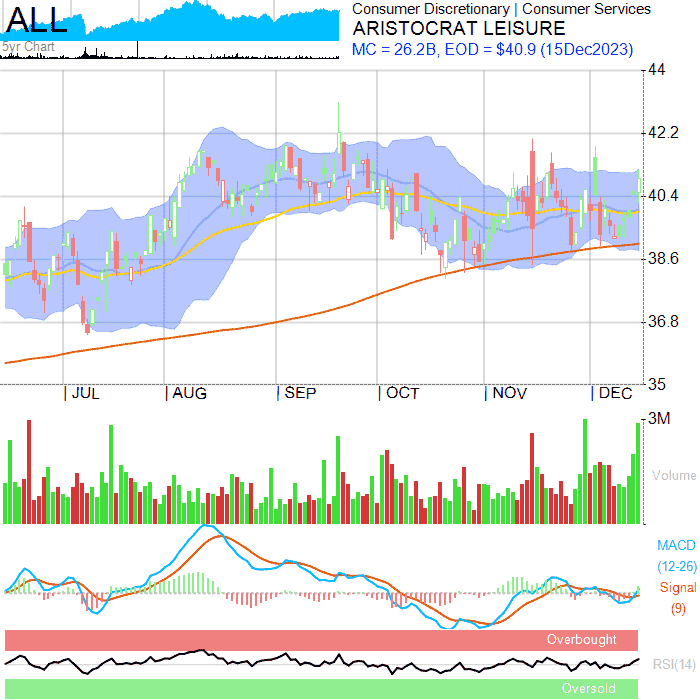 ALL
5yr Chart
Consumer Discretionary | Consumer Services
ARISTOCRAT LEISURE
MC = 26.2B, EOD = $40.9 (15Dec2023)
44
42.2
40.4
38.6
36.8
35
JUL AUG SEP OCT NOV DEC
3M
Volume
MACD
(12-26)
Signal
(9)
Overbought
RSI(14)
Oversold